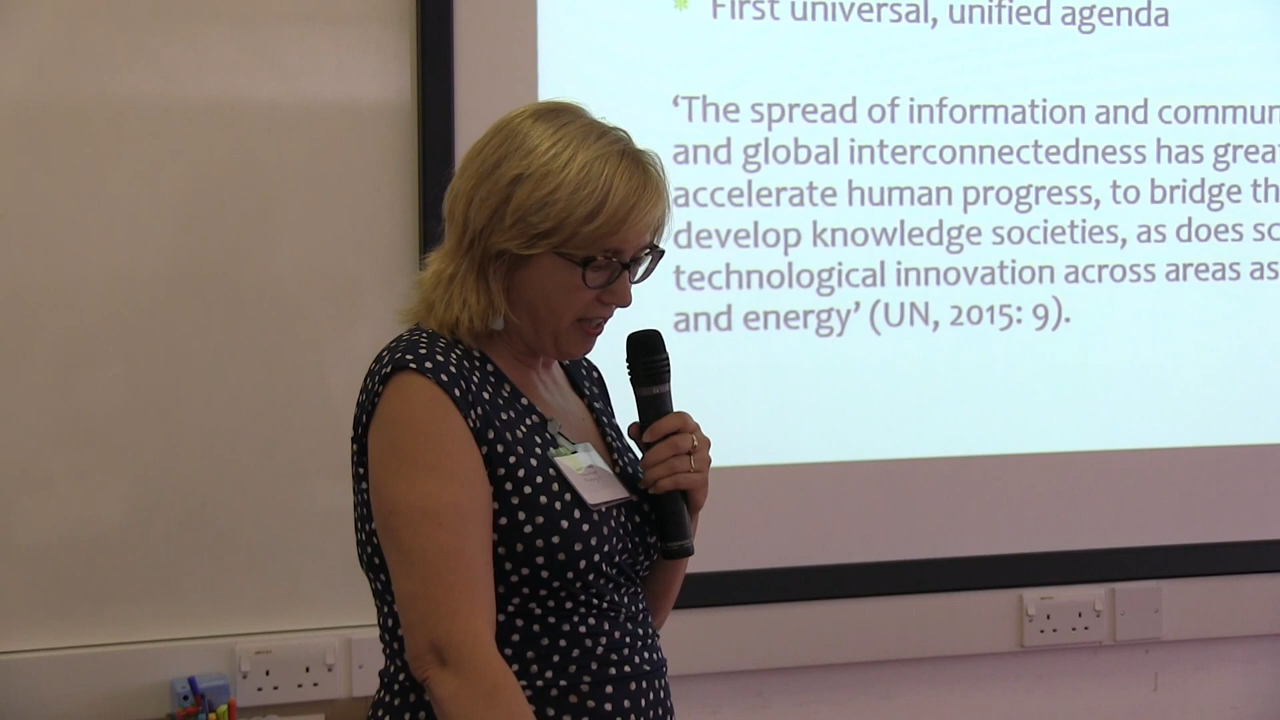 First universal, unified agenda
‘The spread of information and commun
and global interconnectedness has grea
accelerate human progress, to bridge th
develop knowledge societies, as does sc
technological innovation across areas as
and energy’ (UN, 2015: 9).